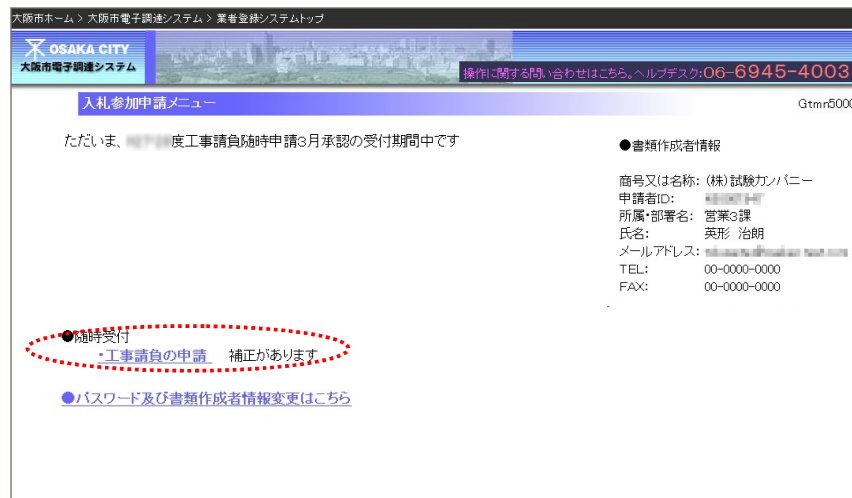 大阪市ホーム > 大阪市電子調達システム > 業者登録システムトップ
OSAKA CITY
大阪市電子調達システム
操作に関する問い合わせはこちら。ヘルプデスク:06-6945-4003
入札参加申請メニュー
Gtmn5000
ただいま、 度工事請負随時申請3月承認の受付期間中です
●書類作成者情報
商号又は名称: (株)試験カンパニー
申請者ID:
所属・部署名: 営業3課
氏名: 英形 治朗
メールアドレス:
TEL: 00-0000-0000
FAX: 00-0000-0000
●随時受付
・工事請負の申請 補正があります
●パスワード及び書類作成者情報変更はこちら